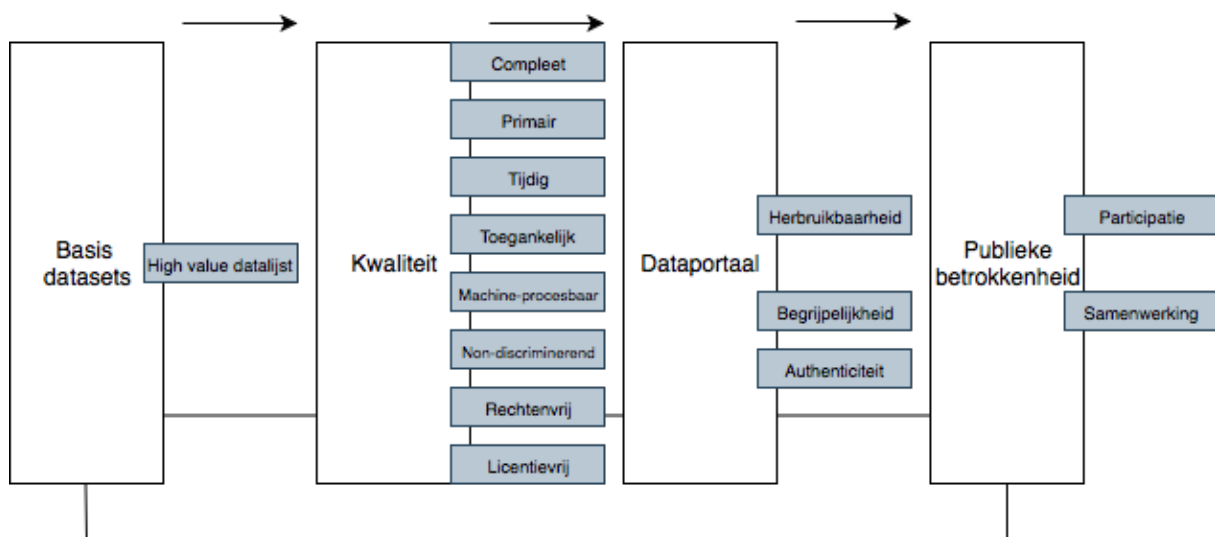 Basis
datasets
High value datalijst
Kwaliteit
Compleet
Primair
Tijdig
Toegankelijk
Machine-procesbaar
Non-discriminerend
Rechtenvrij
Licentievrij
Dataportaal
Herbruikbaarheid
Begrijpelijkheid
Authenticiteit
Publieke
betrokkenheid
Participatie
Samenwerking